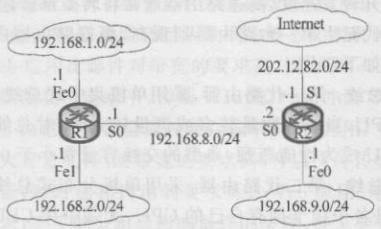 192.168.1.0/24
Internet
202.12.82.0/24
.1
Fe0
.1 S1
R1
.1
S0
192.168.8.0/24
.2
S0
R2
.1
Fe1
.1
Fe0
192.168.2.0/24
192.168.9.0/24